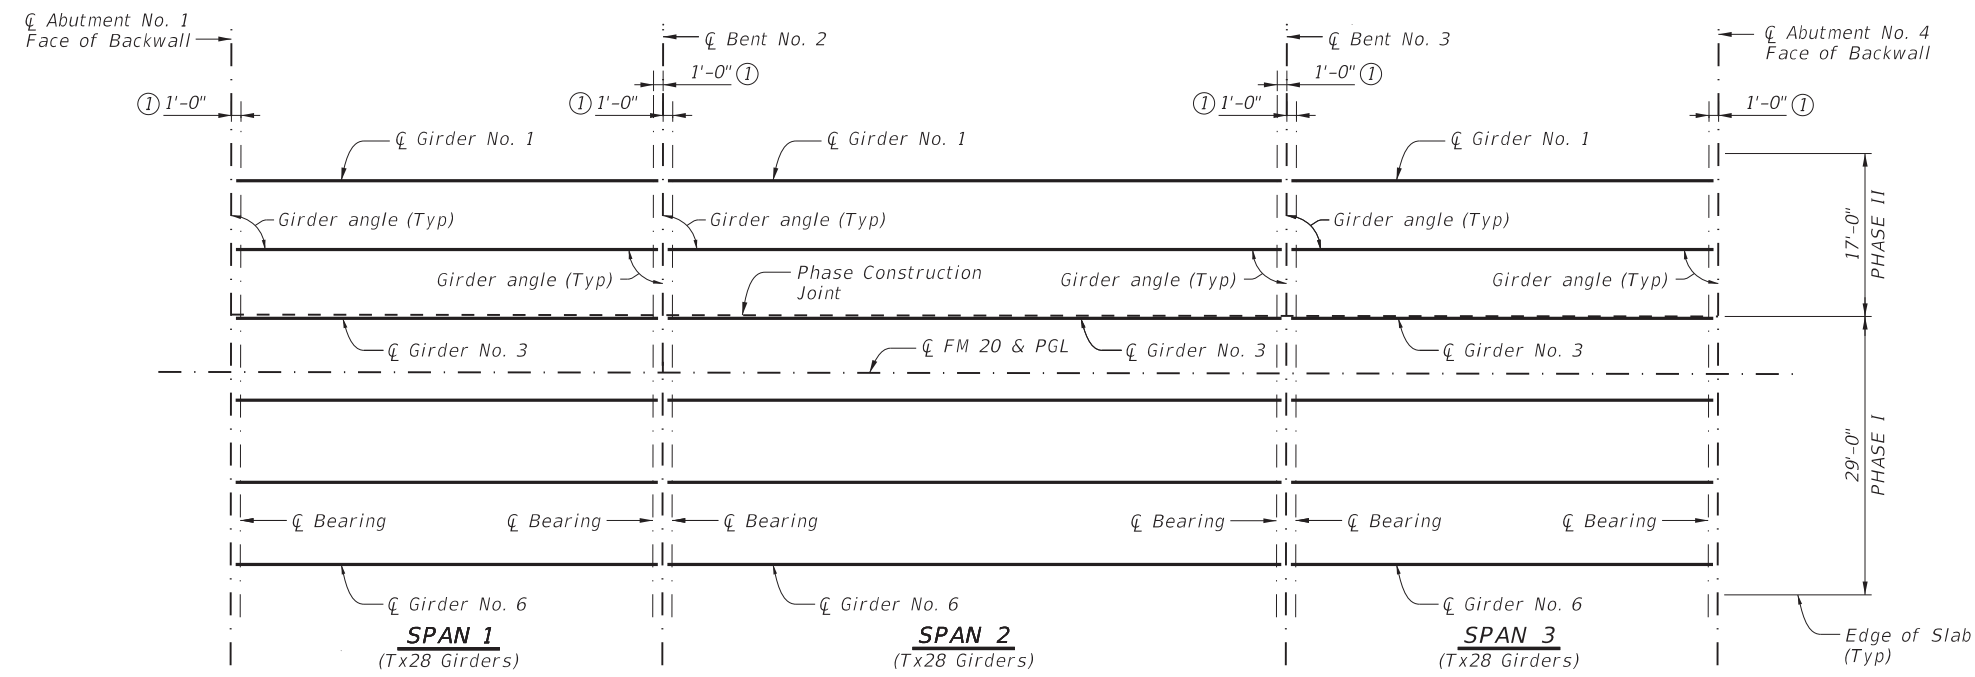 ℄ Abutment No. 1
Face of Backwall
℄ Bent No. 2
℄ Bent No. 3
℄ Abutment No. 4
Face of Backwall
1'-0" ①
1'-0" ①
① 1'-0"
① 1'-0"
① 1'-0"
1'-0" ①
℄ Girder No. 1
℄ Girder No. 1
℄ Girder No. 1
Girder angle (Typ)
Girder angle (Typ)
Girder angle (Typ)
17'-0"
PHASE II
Girder angle (Typ)
Phase Construction
Joint
Girder angle (Typ)
Girder angle (Typ)
℄ Girder No. 3
℄ FM 20 & PGL
℄ Girder No. 3
℄ Girder No. 3
29'-0"
PHASE I
℄ Bearing
℄ Bearing
℄ Bearing
℄ Bearing
℄ Bearing
℄ Bearing
℄ Girder No. 6
℄ Girder No. 6
℄ Girder No. 6
SPAN 1
(Tx28 Girders)
SPAN 2
(Tx28 Girders)
SPAN 3
(Tx28 Girders)
Edge of Slab
(Typ)